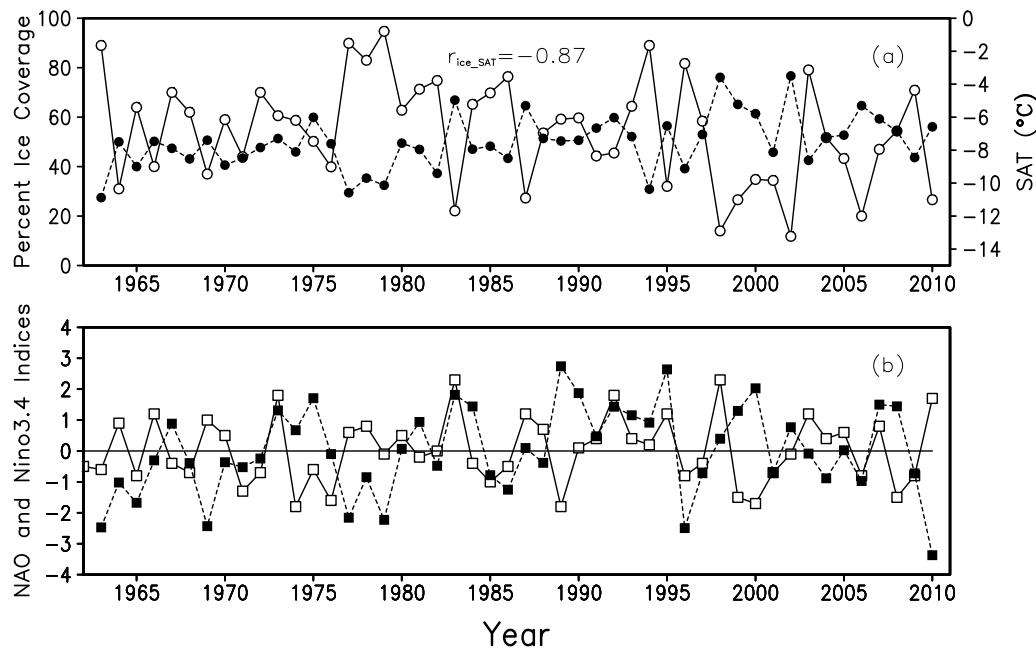 100
80
60
40
20
0
Percent Ice Coverage
r_ice_SAT=−0.87
(a)
0
−2
−4
−6
−8
−10
−12
−14
SAT (°C)
1965 1970 1975 1980 1985 1990 1995 2000 2005 2010
4
3
2
1
0
−1
−2
−3
−4
NAO and Nino3.4 Indices
(b)
1965 1970 1975 1980 1985 1990 1995 2000 2005 2010
Year